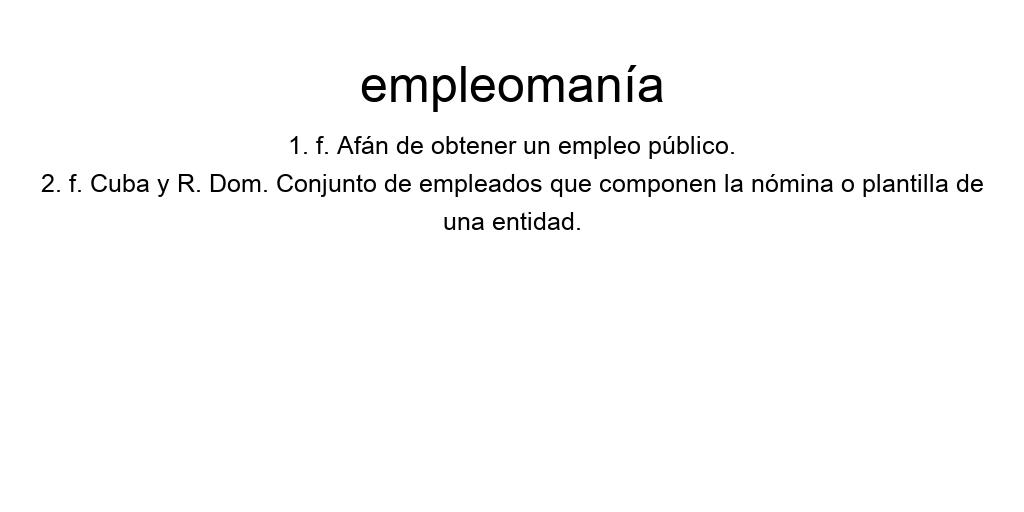 empleomanía
1. f. Afán de obtener un empleo público.
2. f. Cuba y R. Dom. Conjunto de empleados que componen la nómina o plantilla de
una entidad.